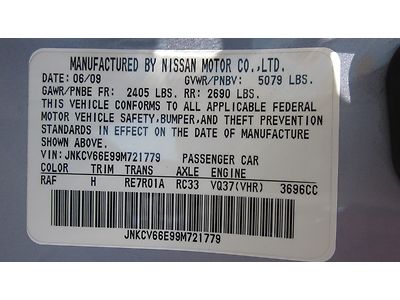 MANUFACTURED BY NISSAN MOTOR CO.,LTD.
DATE 06/09 GVWR/PNBV: 5079 LBS.
GAWR/PNBE FR: 2405 LBS. RR: 2690 LBS.
THIS VEHICLE CONFORMS TO ALL APPLICABLE FEDERAL
MOTOR VEHICLE SAFETY,BUMPER,AND THEFT PREVENTION
STANDARDS IN EFFECT ON THE DATE OF MANUFACTURE
SHOWN ABOVE.
VIN: JNKCV66E99M721779 PASSENGER CAR
COLOR TRIM TRANS AXLE ENGINE
RAF H RE7R01A RC33 VQ37(VHR) 3696CC
JNKCV66E99M721779